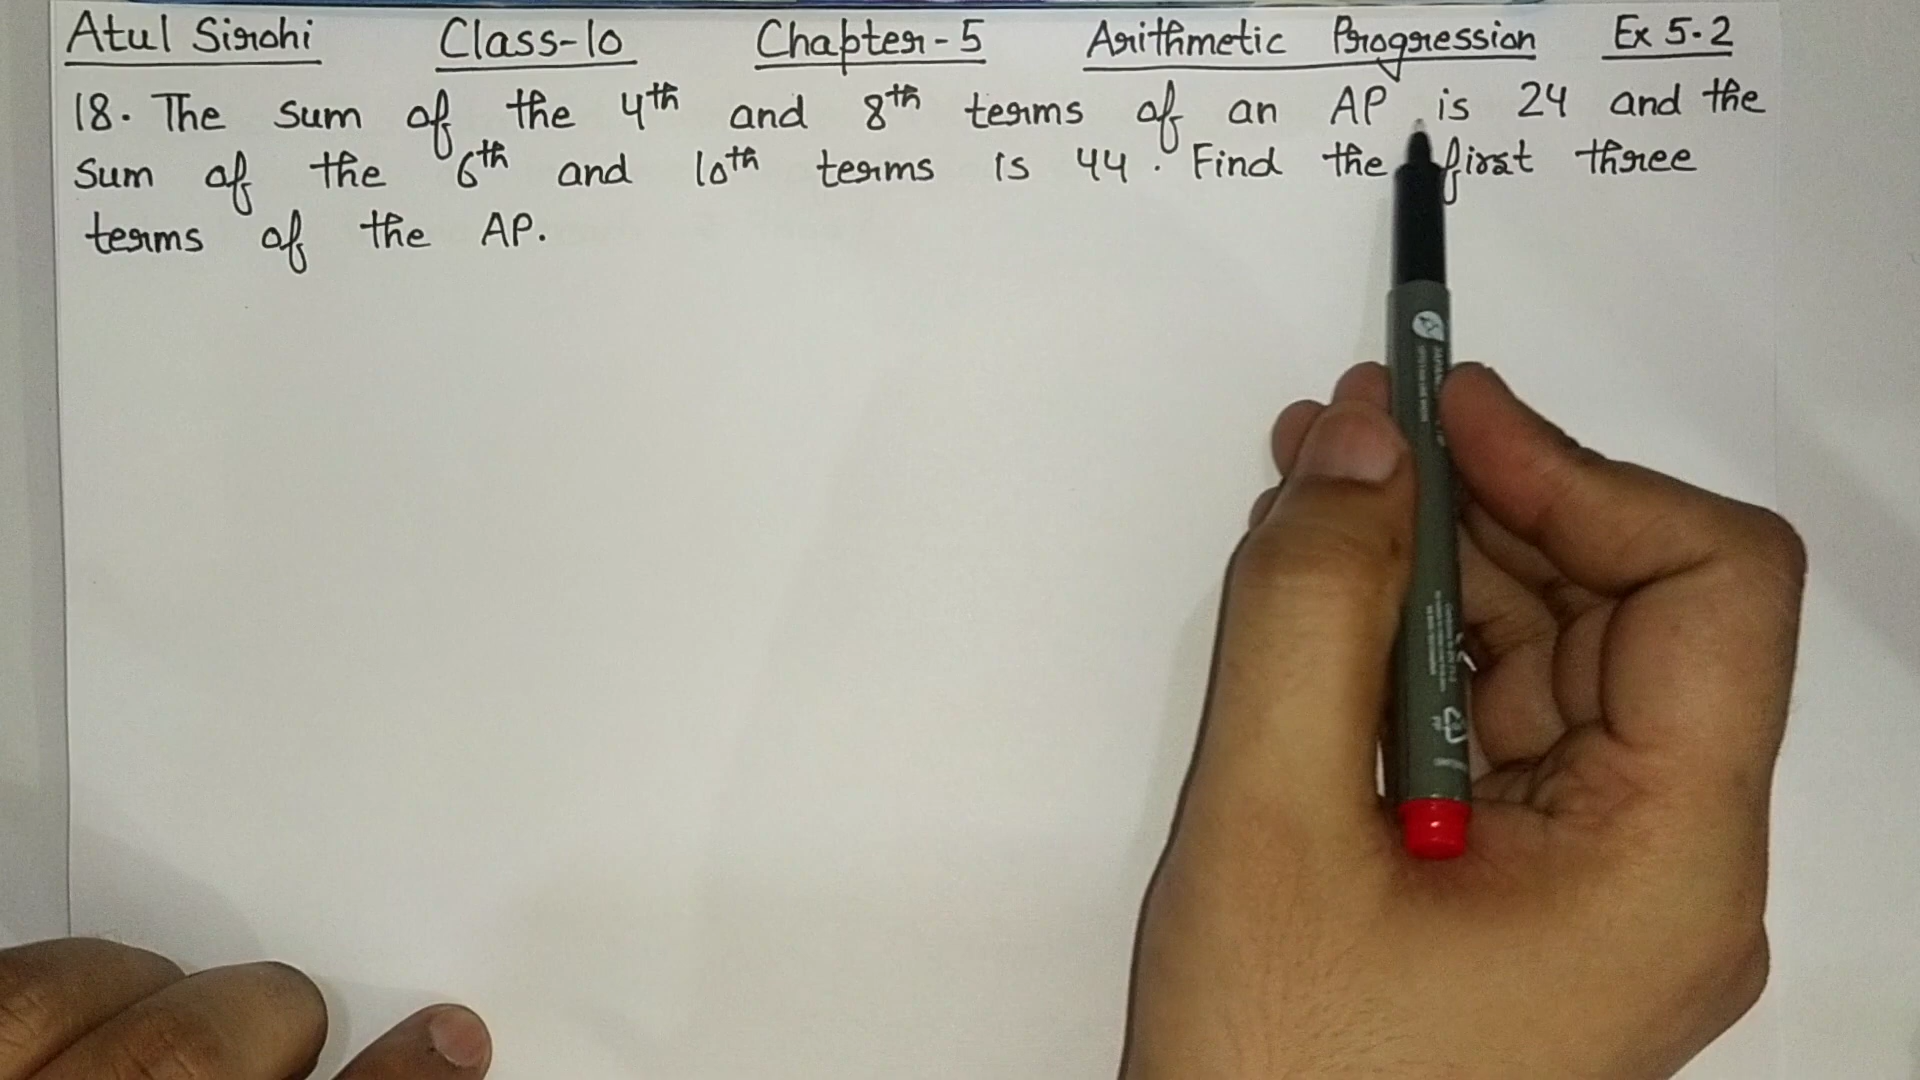 Atul Sirohi Class-10 Chapter-5 Arithmetic Progression Ex 5.2
18. The sum of the 4th and 8th terms of an AP is 24 and the
sum of the 6th and 10th terms is 44. Find the first three
terms of the AP.